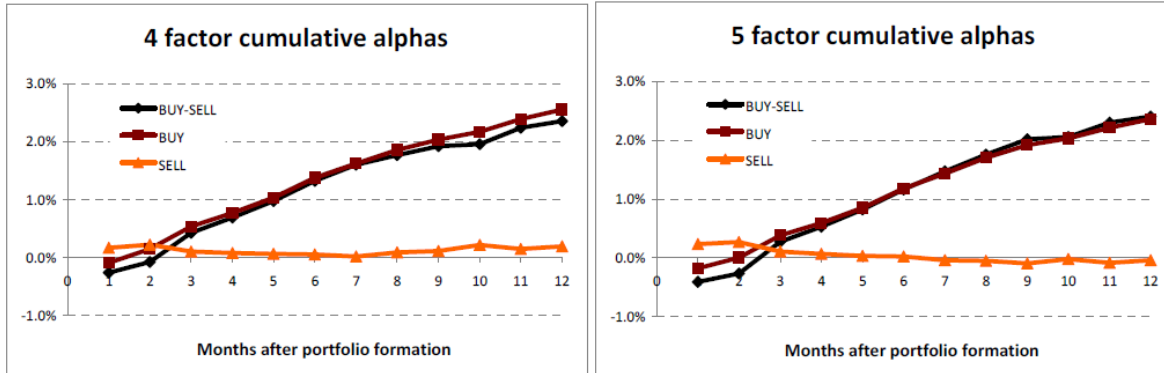 4 factor cumulative alphas
3.0%
2.0%
1.0%
0.0%
-1.0%
BUY-SELL
BUY
SELL
0 1 2 3 4 5 6 7 8 9 10 11 12
Months after portfolio formation
5 factor cumulative alphas
3.0%
2.0%
1.0%
0.0%
-1.0%
BUY-SELL
BUY
SELL
0 1 2 3 4 5 6 7 8 9 10 11 12
Months after portfolio formation